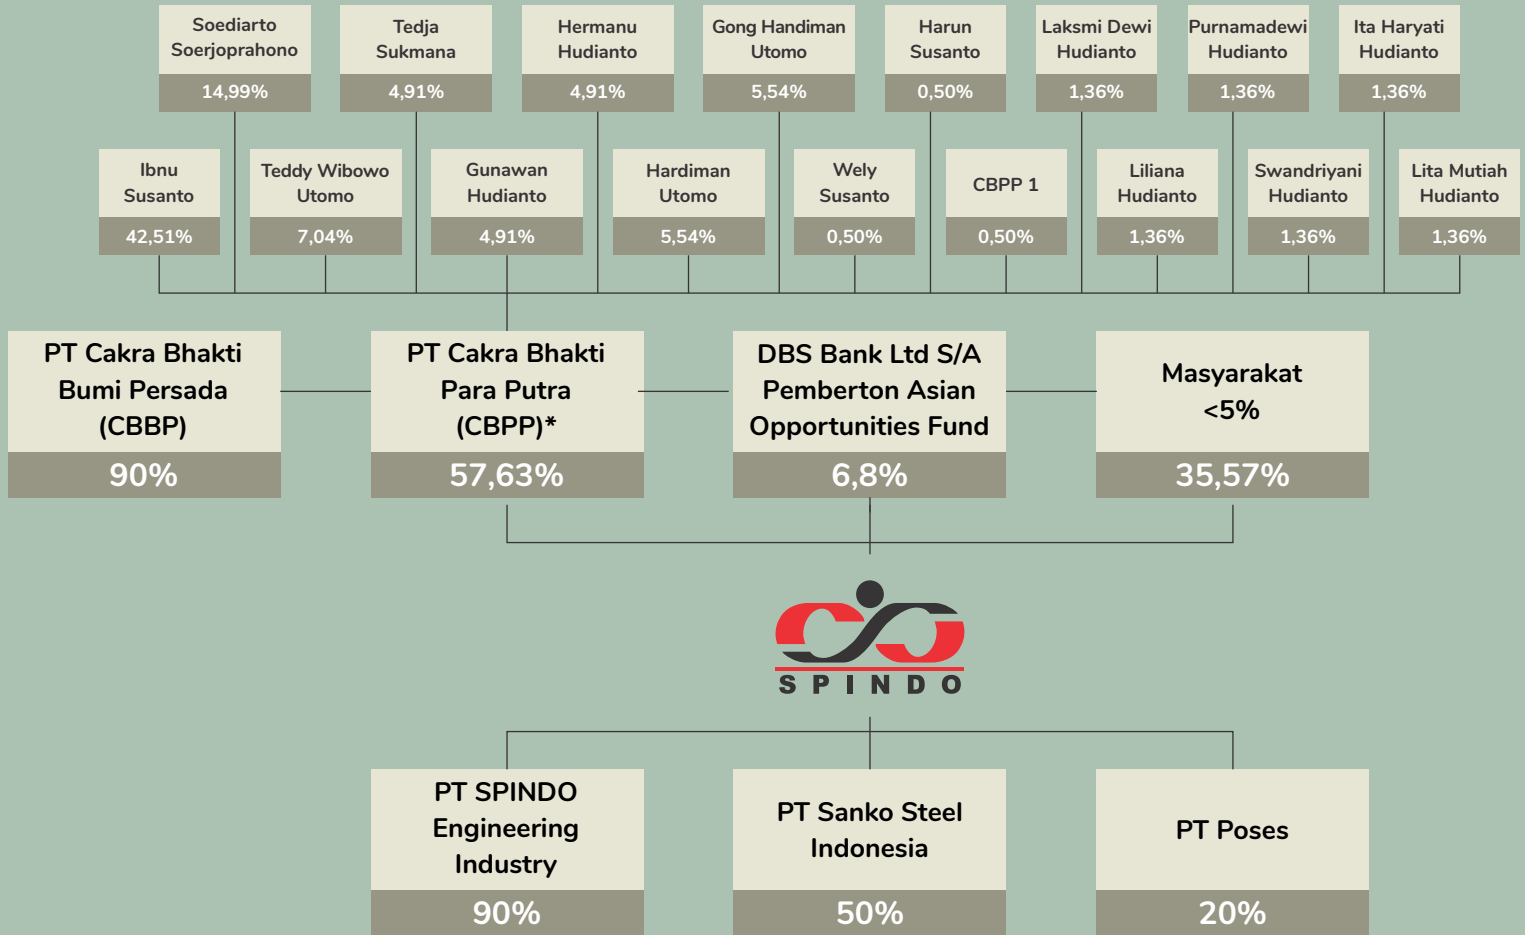 Soediarto
Soerjoprahono
14,99%
Tedja
Sukmana
4,91%
Hermanu
Hudianto
4,91%
Gong Handiman
Utomo
5,54%
Harun
Susanto
0,50%
Laksmi Dewi
Hudianto
1,36%
Purnamadewi
Hudianto
1,36%
Ita Haryati
Hudianto
1,36%
Ibnu
Susanto
42,51%
Teddy Wibowo
Utomo
7,04%
Gunawan
Hudianto
4,91%
Hardiman
Utomo
5,54%
Wely
Susanto
0,50%
CBPP 1
0,50%
Liliana
Hudianto
1,36%
Swandriyani
Hudianto
1,36%
Lita Mutiah
Hudianto
1,36%
PT Cakra Bhakti
Bumi Persada
(CBBP)
90%
PT Cakra Bhakti
Para Putra
(CBPP)*
57,63%
DBS Bank Ltd S/A
Pemberton Asian
Opportunities Fund
6,8%
Masyarakat
<5%
35,57%
SPINDO
PT SPINDO
Engineering
Industry
90%
PT Sanko Steel
Indonesia
50%
PT Poses
20%